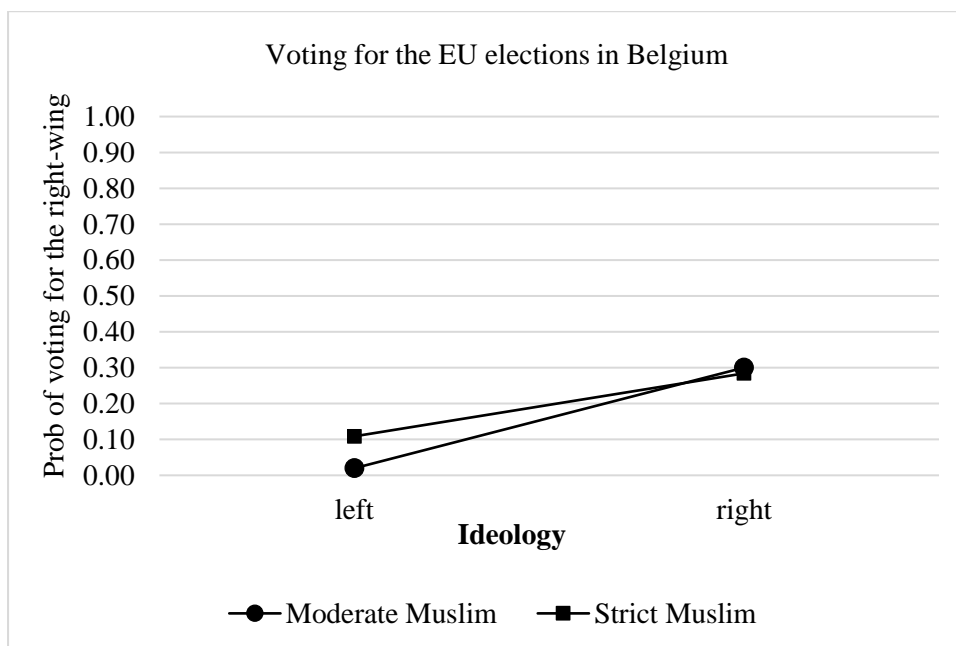 Voting for the EU elections in Belgium
Prob of voting for the right-wing
1.00
0.90
0.80
0.70
0.60
0.50
0.40
0.30
0.20
0.10
0.00
left right
Ideology
Moderate Muslim Strict Muslim